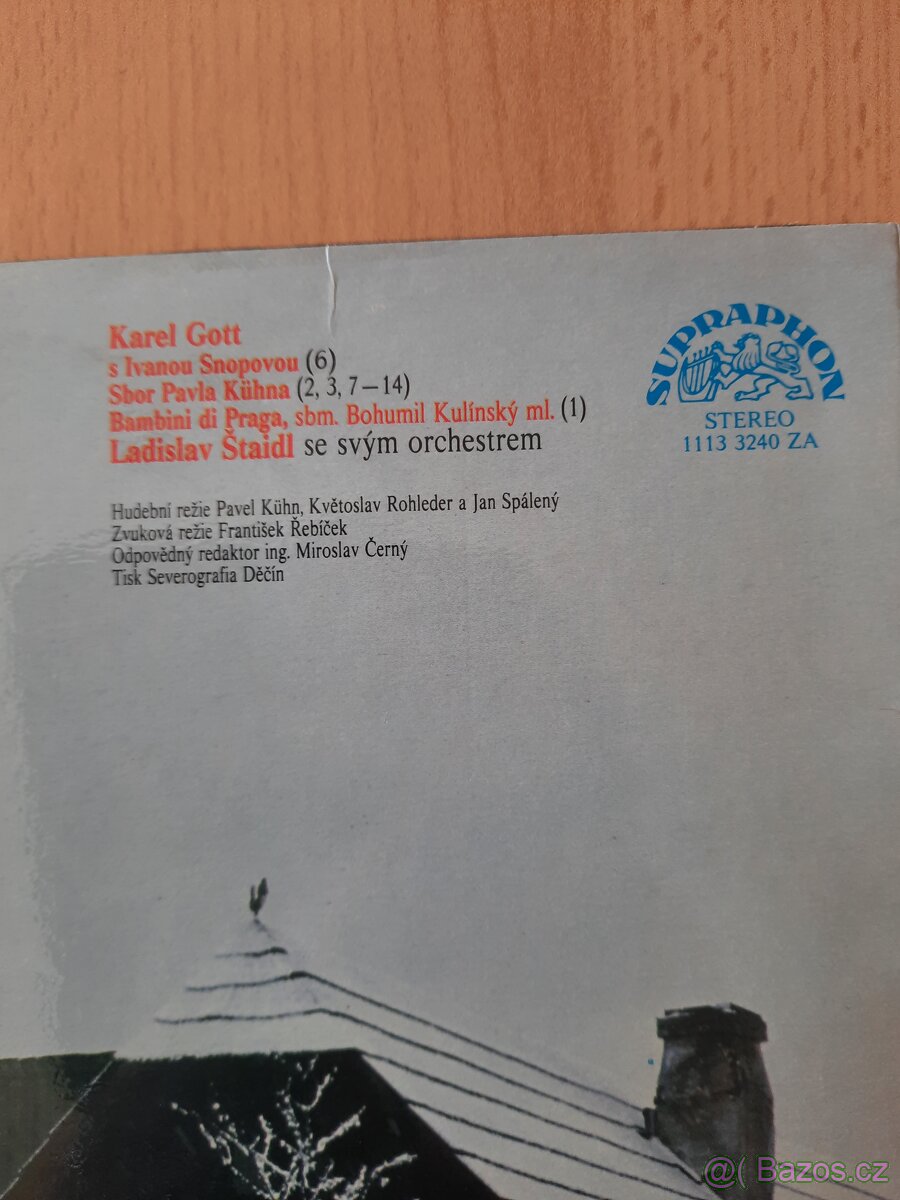 Karel Gott
s Ivanou Snopovou (6)
Sbor Pavla Kühna (2, 3, 7–14)
Bambini di Praga, sbm. Bohumil Kulínský ml. (1)
Ladislav Štaidl se svým orchestrem
Hudební režie Pavel Kühn, Květoslav Rohleder a Jan Spálený
Zvuková režie František Řebíček
Odpovědný redaktor ing. Miroslav Černý
Tisk Severografia Děčín
SUPRAPHON
STEREO
1113 3240 ZA
@( Bazos.cz